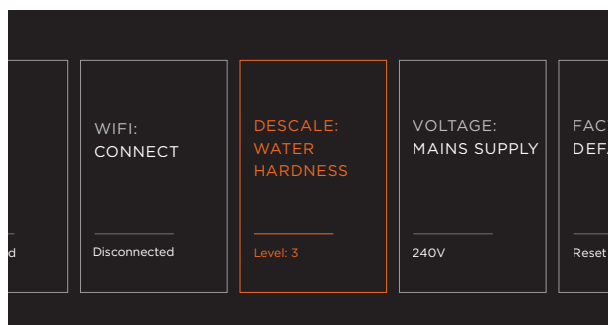 WIFI:
CONNECT
Disconnected
DESCALE:
WATER
HARDNESS
Level: 3
VOLTAGE:
MAINS SUPPLY
240V
Reset